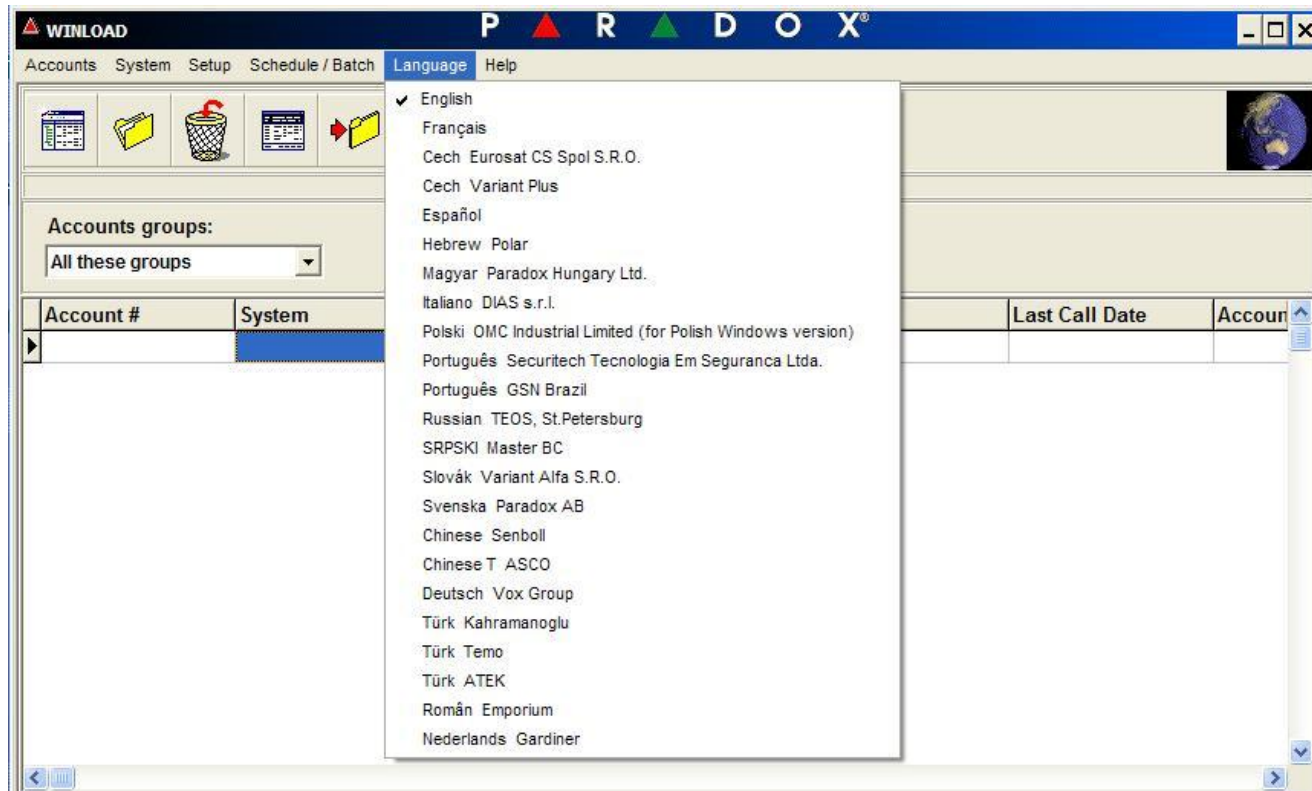 WINLOAD
P A R A D O X®
Accounts System Setup Schedule / Batch Language Help
English
Français
Cech Eurosat CS Spol S.R.O.
Cech Variant Plus
Español
Hebrew Polar
Magyar Paradox Hungary Ltd.
Italiano DIAS s.r.l.
Polski OMC Industrial Limited (for Polish Windows version)
Português Securitech Tecnologia Em Seguranca Ltda.
Português GSN Brazil
Russian TEOS, St.Petersburg
SRPSKI Master BC
Slovák Variant Alfa S.R.O.
Svenska Paradox AB
Chinese Senboll
Chinese T ASCO
Deutsch Vox Group
Türk Kahramanoglu
Türk Temo
Türk ATEK
Român Emporium
Nederlands Gardiner
Accounts groups:
All these groups
Account # System Last Call Date Accoun